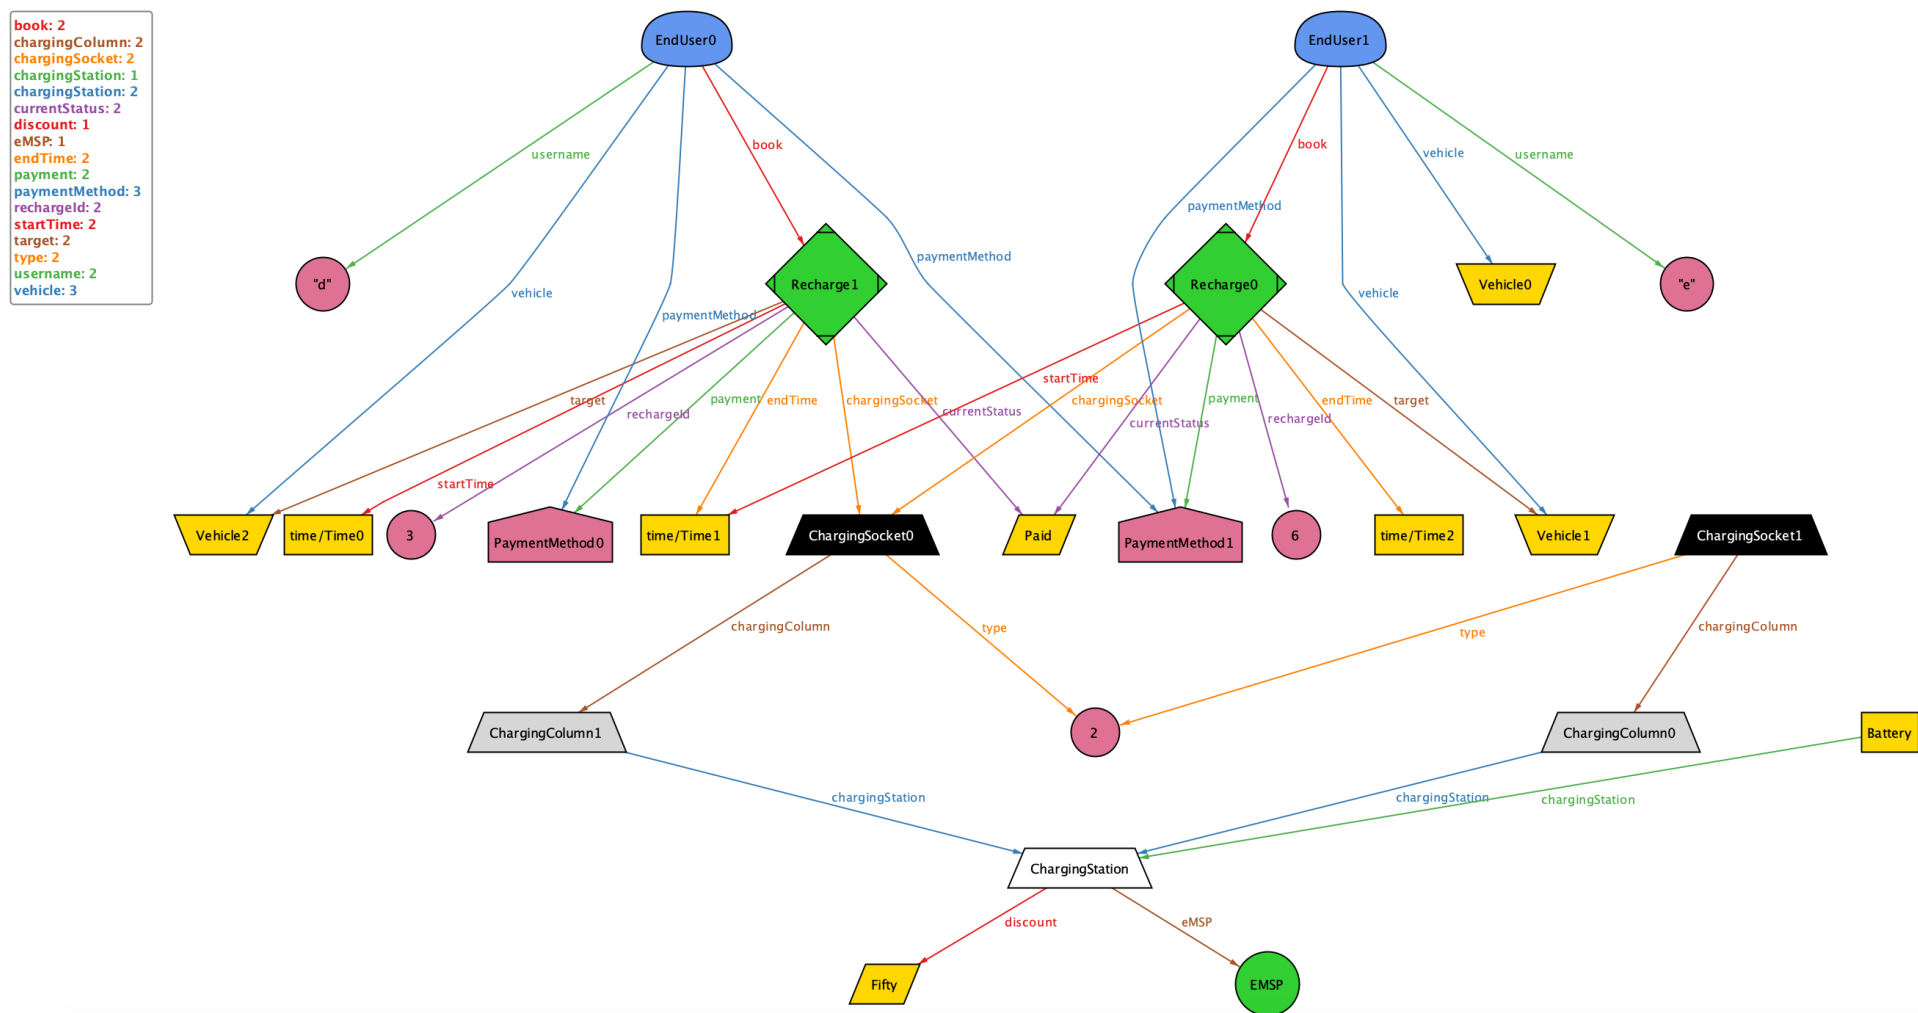 book: 2
chargingColumn: 2
chargingSocket: 2
chargingStation: 1
chargingStation: 2
currentStatus: 2
discount: 1
eMSP: 1
endTime: 2
payment: 2
paymentMethod: 3
rechargeId: 2
startTime: 2
target: 2
type: 2
username: 2
vehicle: 3
EndUser0
EndUser1
book
book
vehicle
username
username
paymentMethod
paymentMethod
"d"
Recharge1
Recharge0
Vehicle0
"e"
vehicle
vehicle
paymentMethod
startTime
target
payment
endTime
chargingSocket
chargingSocket
payment
endTime
target
rechargeId
currentStatus
currentStatus
rechargeId
startTime
Vehicle2
time/Time0
3
PaymentMethod0
time/Time1
ChargingSocket0
Paid
PaymentMethod1
6
time/Time2
Vehicle1
ChargingSocket1
chargingColumn
type
type
chargingColumn
ChargingColumn1
2
ChargingColumn0
Battery
chargingStation
chargingStation
chargingStation
ChargingStation
discount
eMSP
Fifty
EMSP